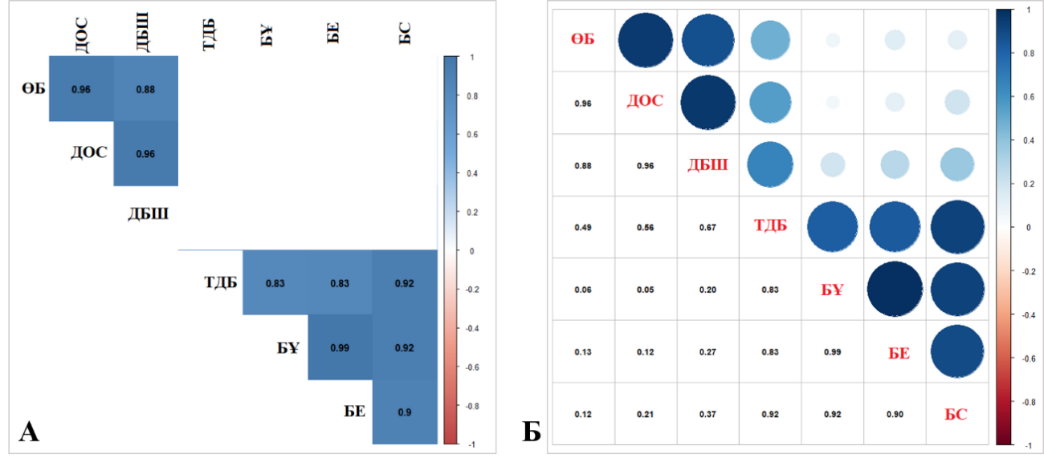 ДОС ДБШ ТДБ БҰ БЕ БС
ӨБ 0.96 0.88
ДОС 0.96
ДБШ
ТДБ 0.83 0.83 0.92
БҰ 0.99 0.92
БЕ 0.9
1
0.8
0.6
0.4
0.2
0
-0.2
-0.4
-0.6
-0.8
-1
А
ӨБ
0.96 ДОС
0.88 0.96 ДБШ
0.49 0.56 0.67 ТДБ
0.06 0.05 0.20 0.83 БҰ
0.13 0.12 0.27 0.83 0.99 БЕ
0.12 0.21 0.37 0.92 0.92 0.90 БС
1
0.8
0.6
0.4
0.2
0
-0.2
-0.4
-0.6
-0.8
-1
Б